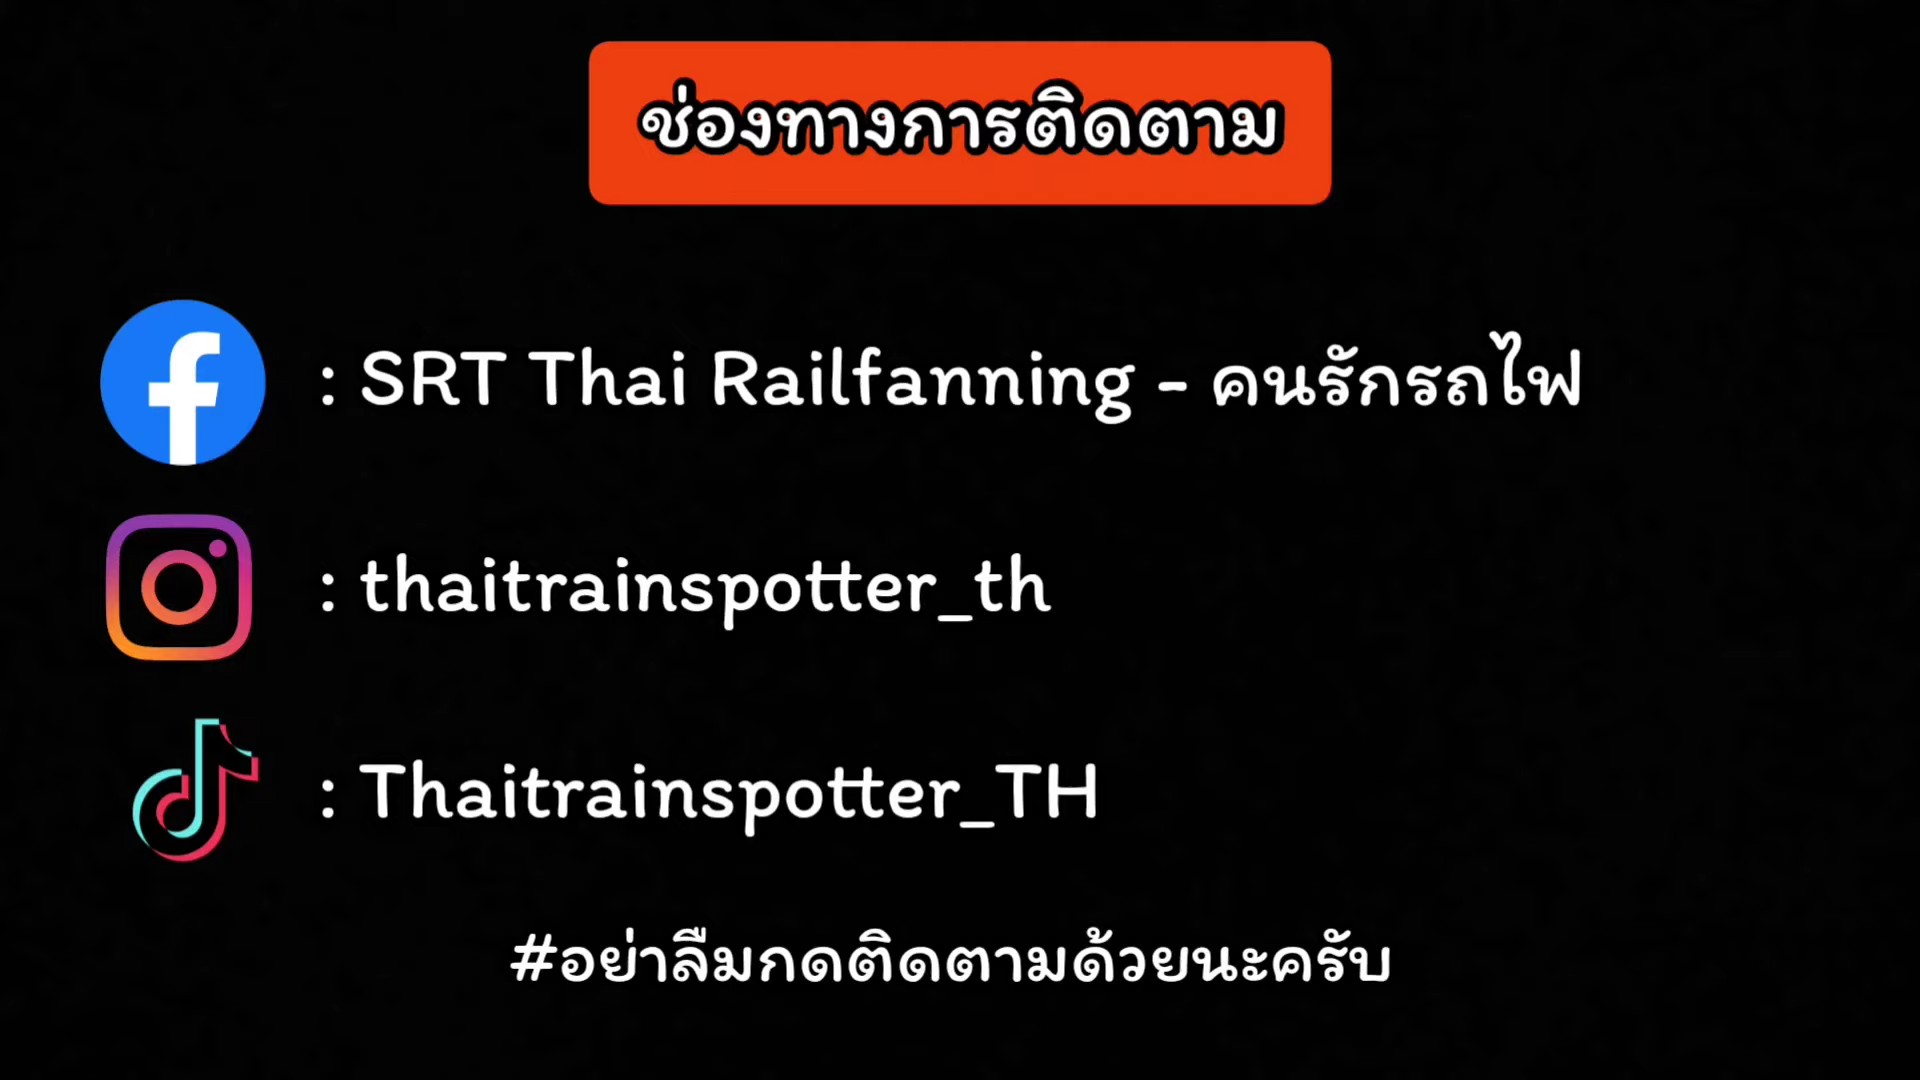 ช่องทางการติดตาม
: SRT Thai Railfanning - คนรักรถไฟ
: thaitrainspotter_th
: Thaitrainspotter_TH
#อย่าลืมกดติดตามด้วยนะครับ